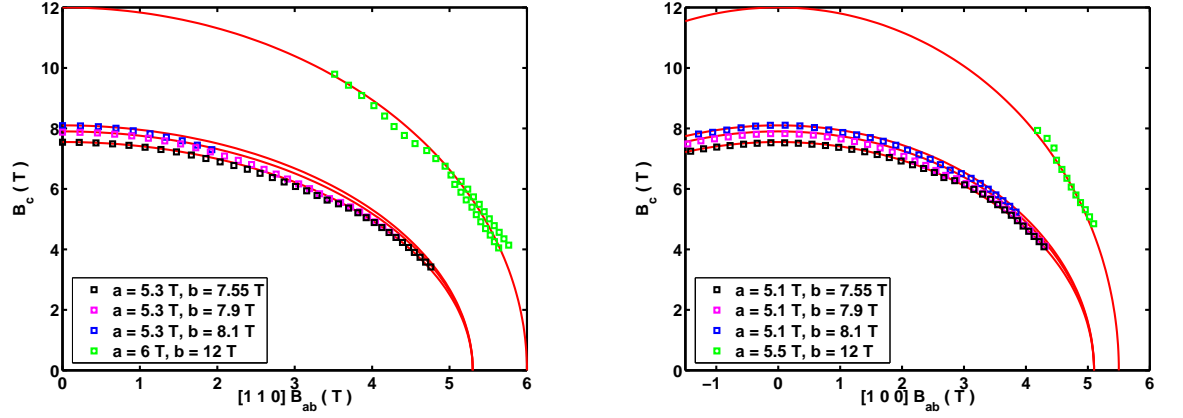 12
10
8
6
4
2
0
B_c ( T )
a = 5.3 T, b = 7.55 T
a = 5.3 T, b = 7.9 T
a = 5.3 T, b = 8.1 T
a = 6 T, b = 12 T
0 1 2 3 4 5 6
[1 1 0] B_ab ( T )
12
10
8
6
4
2
0
B_c ( T )
a = 5.1 T, b = 7.55 T
a = 5.1 T, b = 7.9 T
a = 5.1 T, b = 8.1 T
a = 5.5 T, b = 12 T
−1 0 1 2 3 4 5 6
[1 0 0] B_ab ( T )